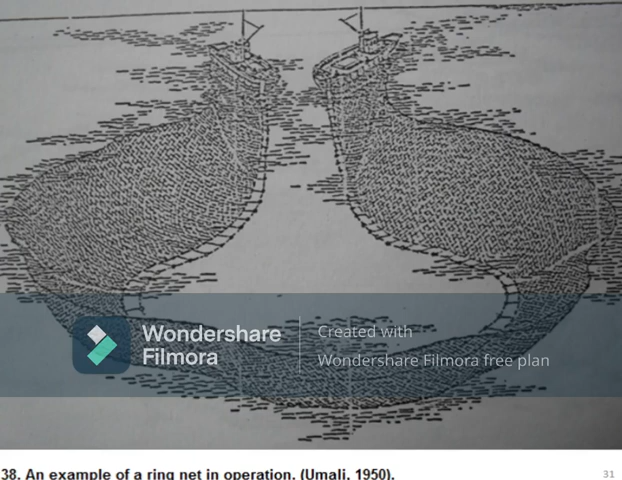 Wondershare
Filmora
Created with
Wondershare Filmora free plan
38. An example of a ring net in operation. (Umali, 1950).
31